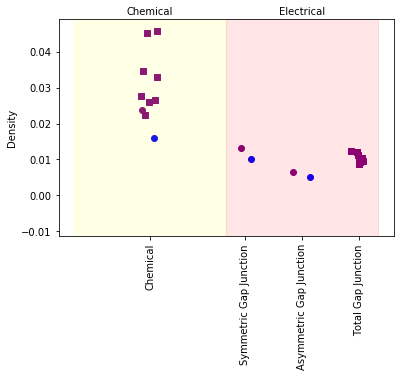 Chemical Electrical
0.04
0.03
0.02
0.01
0.00
−0.01
Density
Chemical
Symmetric Gap Junction
Asymmetric Gap Junction
Total Gap Junction